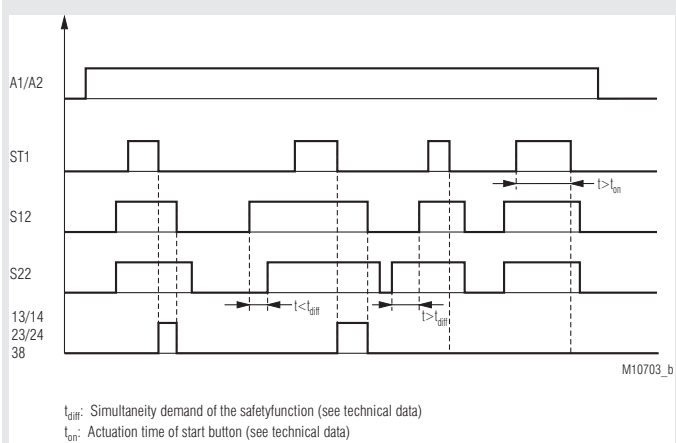 A1/A2
ST1
t>ton
S12
S22
t<tdiff
t>tdiff
13/14
23/24
38
M10703_b
tdiff: Simultaneity demand of the safetyfunction (see technical data)
ton: Actuation time of start button (see technical data)